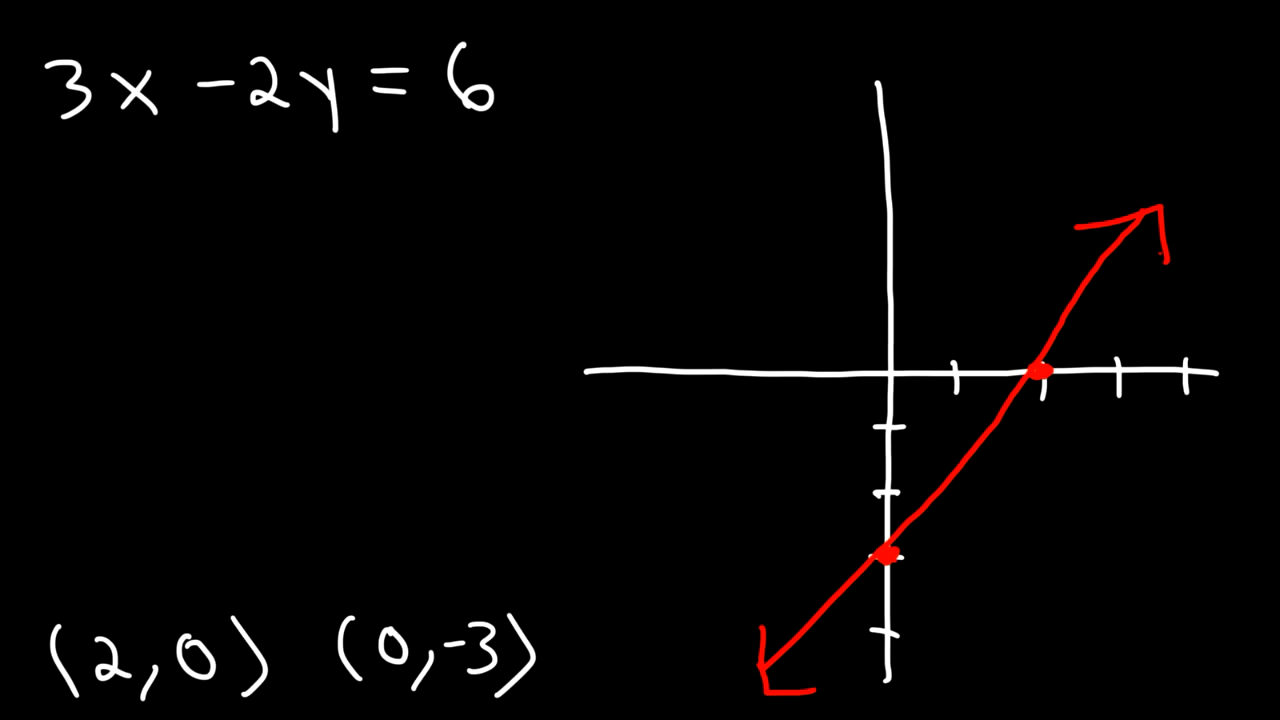 3x - 2y = 6
(2, 0) (0, -3)